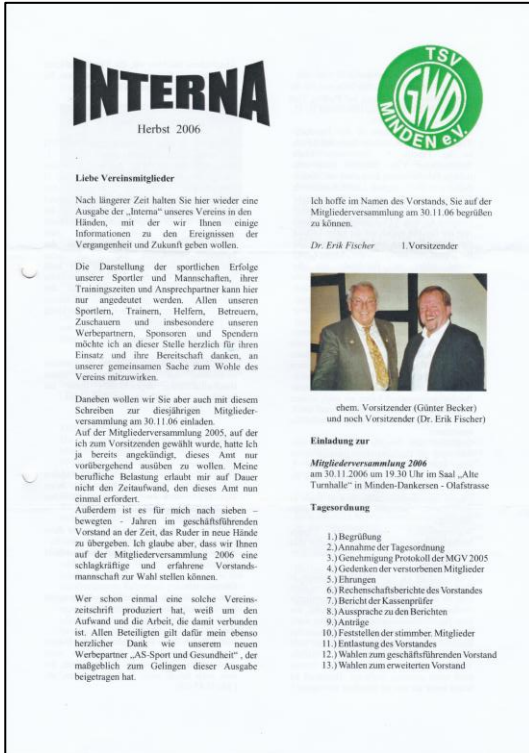 INTERNA
Herbst 2006
TSV
GWD
MINDEN e.V.
Liebe Vereinsmitglieder
Nach längerer Zeit halten Sie hier wieder eine
Ausgabe der „Interna" unseres Vereins in den
Händen, mit der wir Ihnen einige
Informationen zu den Ereignissen der
Vergangenheit und Zukunft geben wollen.
Die Darstellung der sportlichen Erfolge
unserer Sportler und Mannschaften, ihrer
Trainingszeiten und Ansprechpartner kann hier
nur angedeutet werden. Allen unseren
Sportlern, Trainern, Helfern, Betreuern,
Zuschauern und insbesondere unseren
Werbepartnern, Sponsoren und Spendern
möchte ich an dieser Stelle herzlich für ihren
Einsatz und ihre Bereitschaft danken, an
unserer gemeinsamen Sache zum Wohle des
Vereins mitzuwirken.
Daneben wollen wir Sie aber auch mit diesem
Schreiben zur diesjährigen Mitglieder-
versammlung am 30.11.06 einladen.
Auf der Mitgliederversammlung 2005, auf der
ich zum Vorsitzenden gewählt wurde, hatte Ich
ja bereits angekündigt, dieses Amt nur
vorübergehend ausüben zu wollen. Meine
berufliche Belastung erlaubt mir auf Dauer
nicht den Zeitaufwand, den dieses Amt nun
einmal erfordert.
Außerdem ist es für mich nach sieben –
bewegten - Jahren im geschäftsführenden
Vorstand an der Zeit, das Ruder in neue Hände
zu übergeben. Ich glaube aber, dass wir Ihnen
auf der Mitgliederversammlung 2006 eine
schlagkräftige und erfahrene Vorstands-
mannschaft zur Wahl stellen können.
Wer schon einmal eine solche Vereins-
zeitschrift produziert hat, weiß um den
Aufwand und die Arbeit, die damit verbunden
ist. Allen Beteiligten gilt dafür mein ebenso
herzlicher Dank wie unserem neuen
Werbepartner „AS-Sport und Gesundheit" , der
maßgeblich zum Gelingen dieser Ausgabe
beigetragen hat.
Ich hoffe im Namen des Vorstands, Sie auf der
Mitgliederversammlung am 30.11.06 begrüßen
zu können.
Dr. Erik Fischer 1.Vorsitzender
ehem. Vorsitzender (Günter Becker)
und noch Vorsitzender (Dr. Erik Fischer)
Einladung zur
Mitgliederversammlung 2006
am 30.11.2006 um 19.30 Uhr im Saal „Alte
Turnhalle" in Minden-Dankersen - Olafstrasse
Tagesordnung
1.) Begrüßung
2.) Annahme der Tagesordnung
3.) Genehmigung Protokoll der MGV 2005
4.) Gedenken der verstorbenen Mitglieder
5.) Ehrungen
6.) Rechenschaftsberichte des Vorstandes
7.) Bericht der Kassenprüfer
8.) Aussprache zu den Berichten
9.) Anträge
10.) Feststellen der stimmber. Mitglieder
11.) Entlastung des Vorstandes
12.) Wahlen zum geschäftsführenden Vorstand
13.) Wahlen zum erweiterten Vorstand